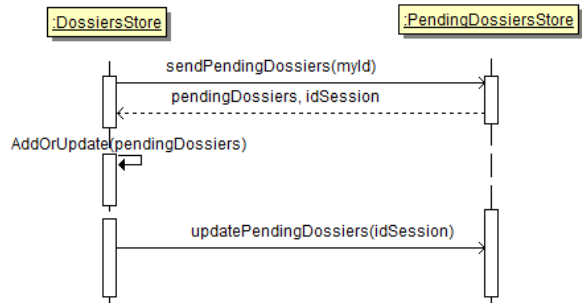 :DossiersStore
:PendingDossiersStore
sendPendingDossiers(myId)
pendingDossiers, idSession
AddOrUpdate(pendingDossiers)
updatePendingDossiers(idSession)